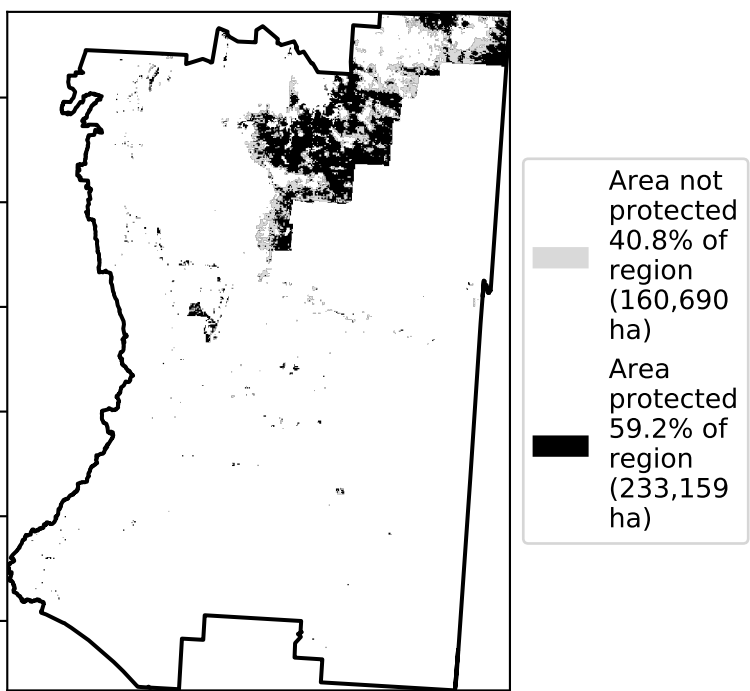 Area not
protected
40.8% of
region
(160,690
ha)
Area
protected
59.2% of
region
(233,159
ha)